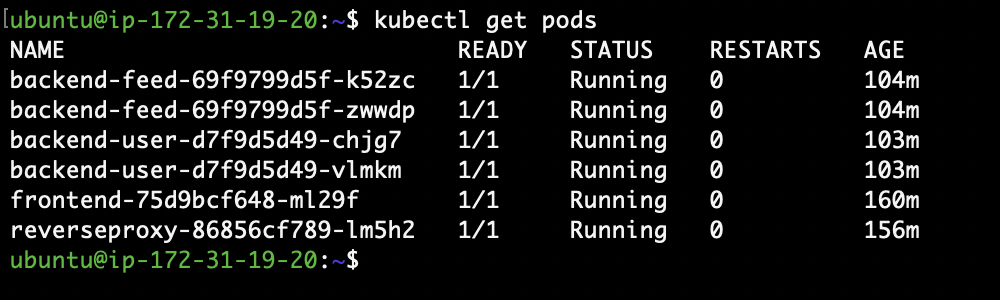 [ubuntu@ip-172-31-19-20:~$ kubectl get pods
NAME READY STATUS RESTARTS AGE
backend-feed-69f9799d5f-k52zc 1/1 Running 0 104m
backend-feed-69f9799d5f-zwwdp 1/1 Running 0 104m
backend-user-d7f9d5d49-chjg7 1/1 Running 0 103m
backend-user-d7f9d5d49-vlmkm 1/1 Running 0 103m
frontend-75d9bcf648-ml29f 1/1 Running 0 160m
reverseproxy-86856cf789-lm5h2 1/1 Running 0 156m
ubuntu@ip-172-31-19-20:~$